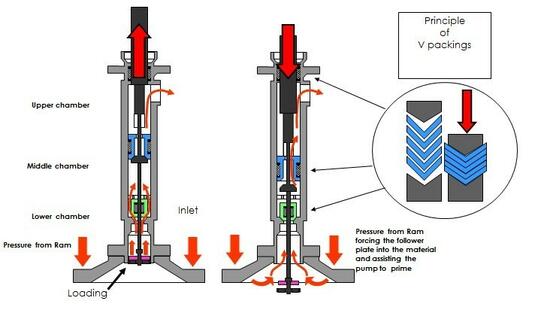 Principle
of
V packings
Upper chamber
Middle chamber
Lower chamber
Inlet
Pressure from Ram
Loading
Pressure from Ram
forcing the follower
plate into the material
and assisting the
pump to prime